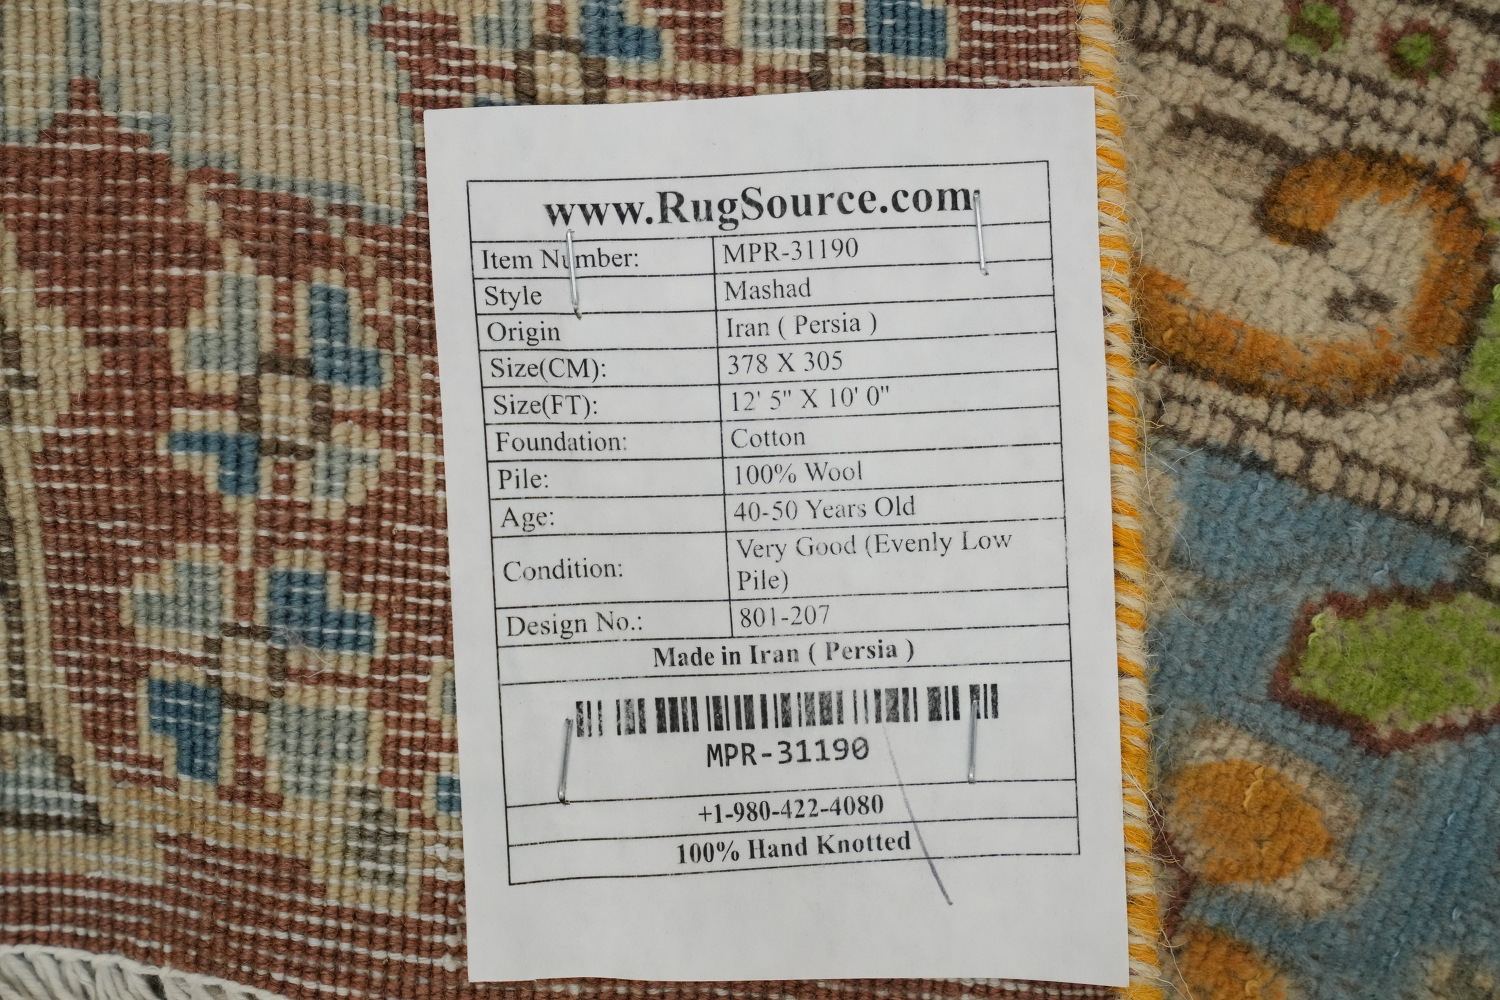 www.RugSource.com
Item Number: MPR-31190
Style Mashad
Origin Iran ( Persia )
Size(CM): 378 X 305
Size(FT): 12' 5" X 10' 0"
Foundation: Cotton
Pile: 100% Wool
Age: 40-50 Years Old
Condition: Very Good (Evenly Low
Pile)
Design No.: 801-207
Made in Iran ( Persia )
MPR-31190
+1-980-422-4080
100% Hand Knotted